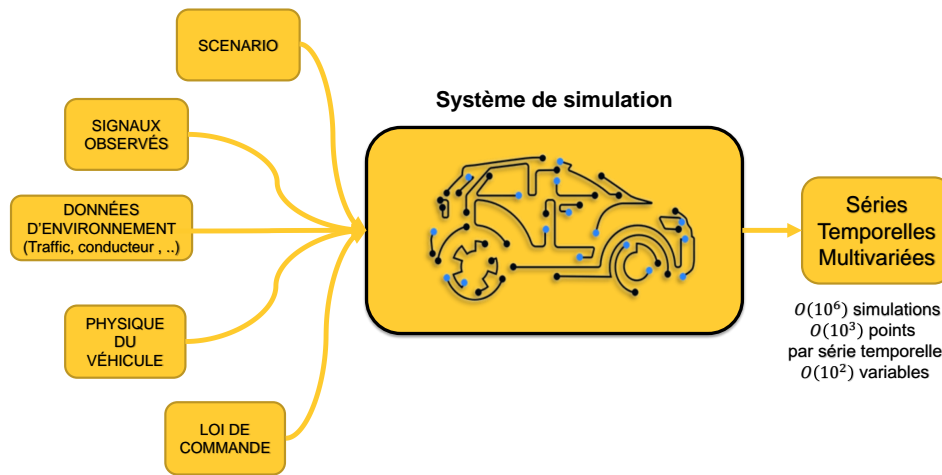 SCENARIO
SIGNAUX
OBSERVÉS
DONNÉES
D'ENVIRONNEMENT
(Traffic, conducteur , ..)
PHYSIQUE
DU
VÉHICULE
LOI DE
COMMANDE
Système de simulation
Séries
Temporelles
Multivariées
O(10⁶) simulations
O(10³) points
par série temporelle
O(10²) variables